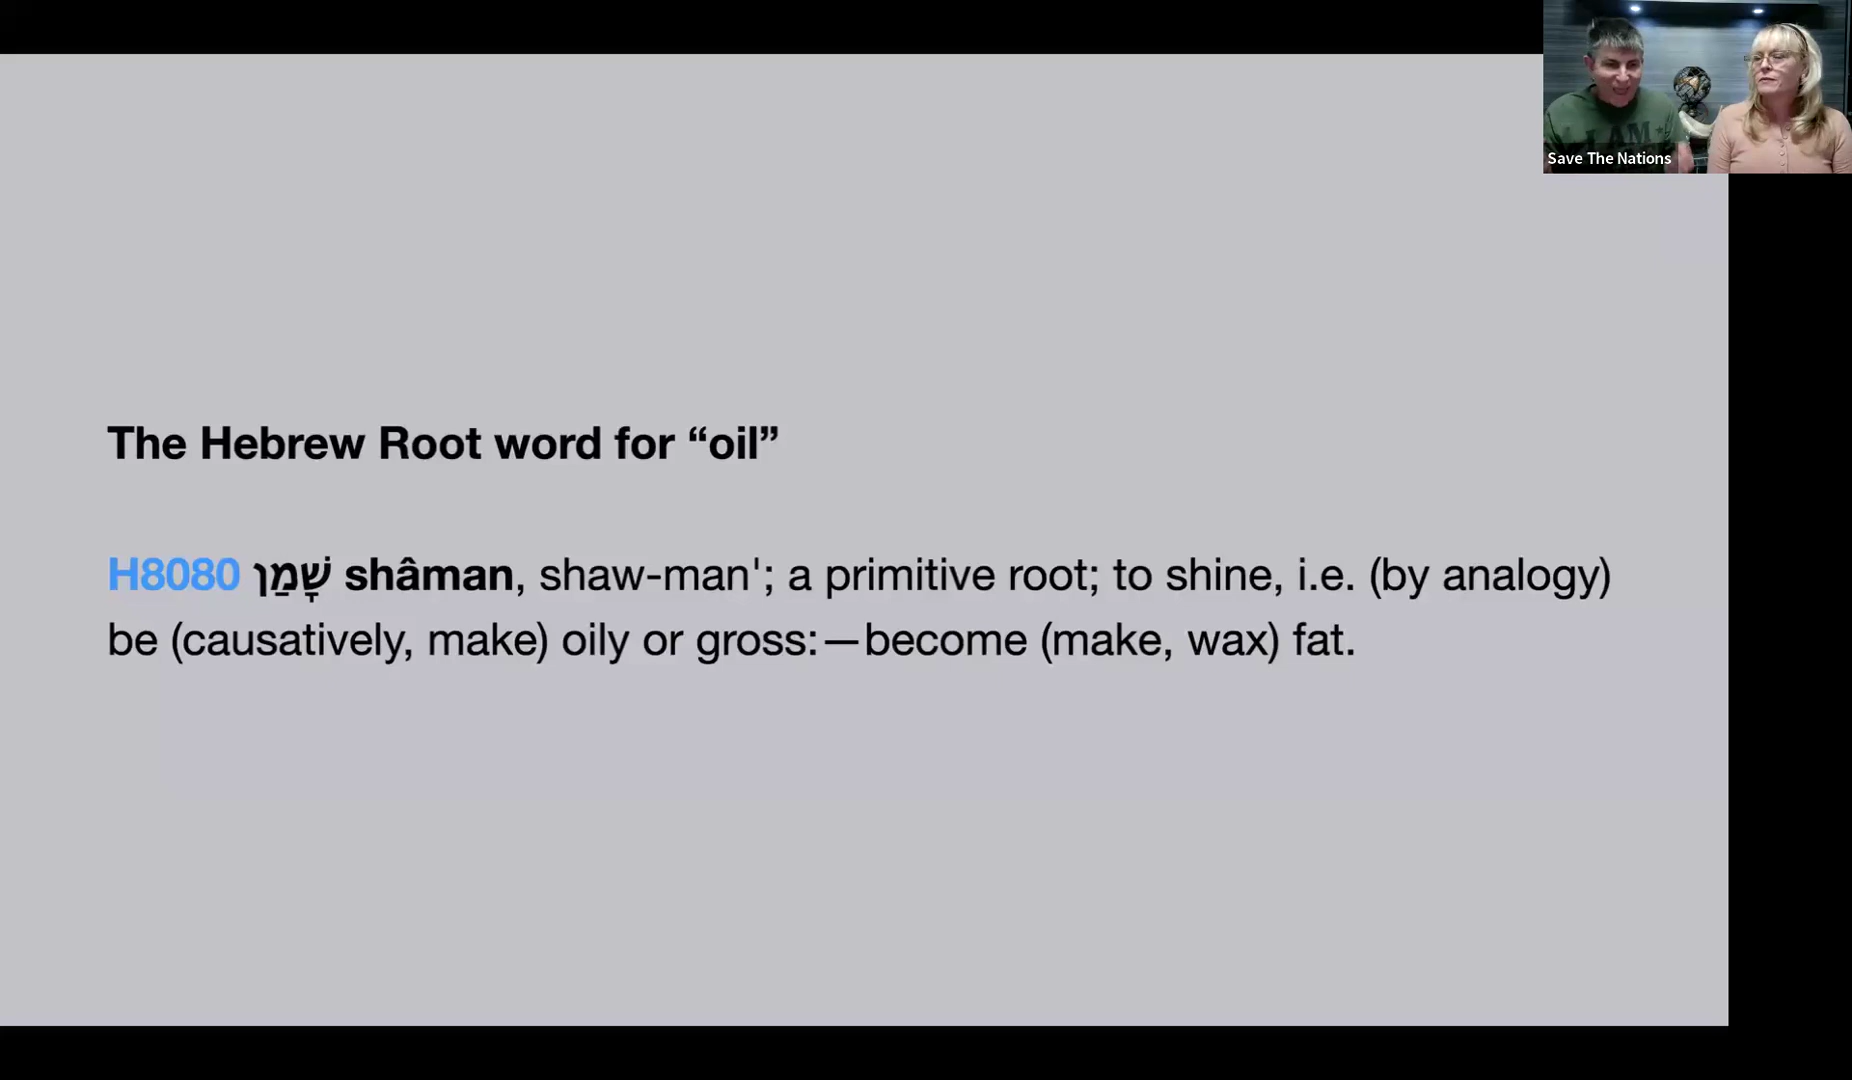 The Hebrew Root word for “oil”
H8080 שָׁמַן shâman, shaw-man'; a primitive root; to shine, i.e. (by analogy)
be (causatively, make) oily or gross:—become (make, wax) fat.
I AM
Save The Nations